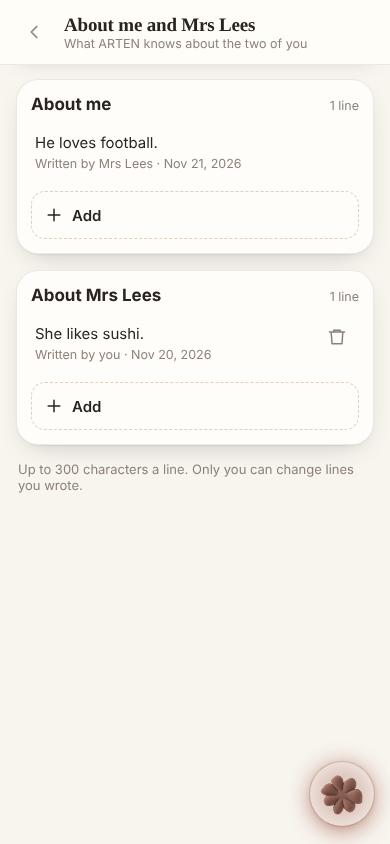 About me and Mrs Lees
What ARTEN knows about the two of you
About me
1 line
He loves football.
Written by Mrs Lees · Nov 21, 2026
Add
About Mrs Lees
1 line
She likes sushi.
Written by you · Nov 20, 2026
Add
Up to 300 characters a line. Only you can change lines
you wrote.